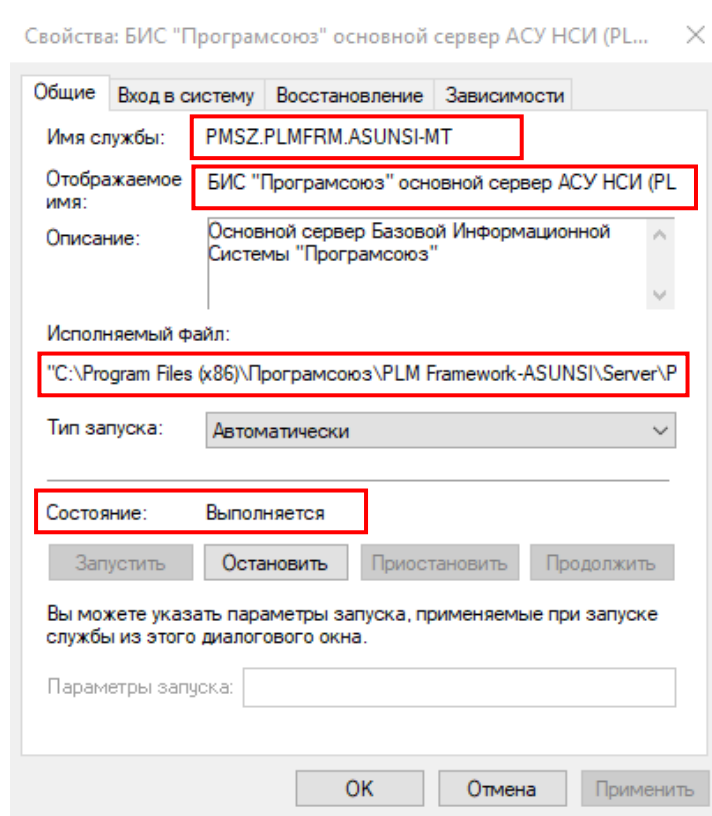 Свойства: БИС "Програмсоюз" основной сервер АСУ НСИ (PL...
Общие Вход в систему Восстановление Зависимости
Имя службы: PMSZ.PLMFRM.ASUNSI-MT
Отображаемое имя: БИС "Програмсоюз" основной сервер АСУ НСИ (PL
Описание: Основной сервер Базовой Информационной
Системы "Програмсоюз"
Исполняемый файл:
"C:\Program Files (x86)\Програмсоюз\PLM Framework-ASUNSI\Server\P
Тип запуска: Автоматически
Состояние: Выполняется
Запустить Остановить Приостановить Продолжить
Вы можете указать параметры запуска, применяемые при запуске
службы из этого диалогового окна.
Параметры запуска:
OK Отмена Применить